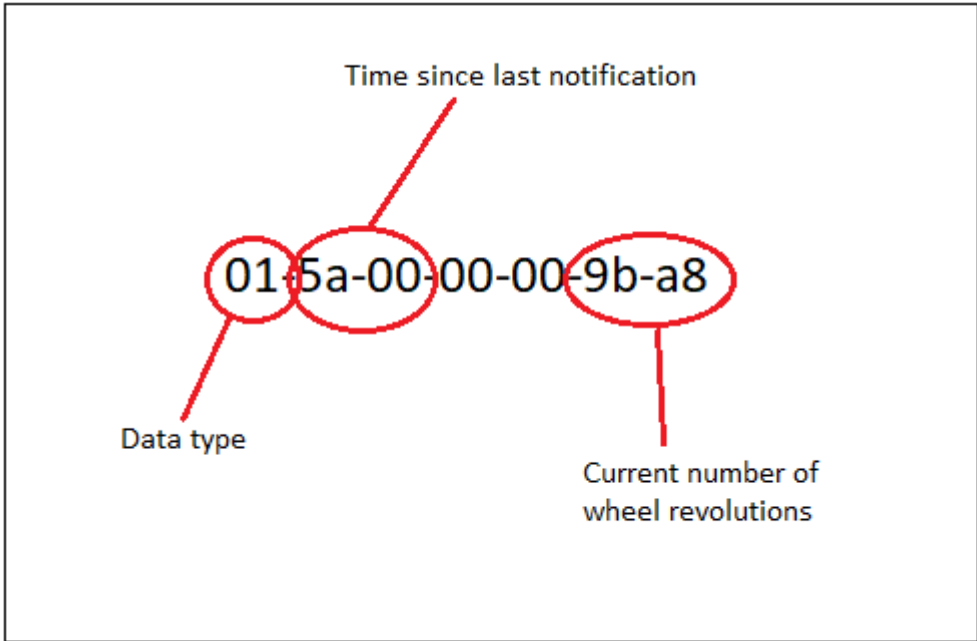 Time since last notification
01-5a-00-00-00-9b-a8
Data type
Current number of
wheel revolutions